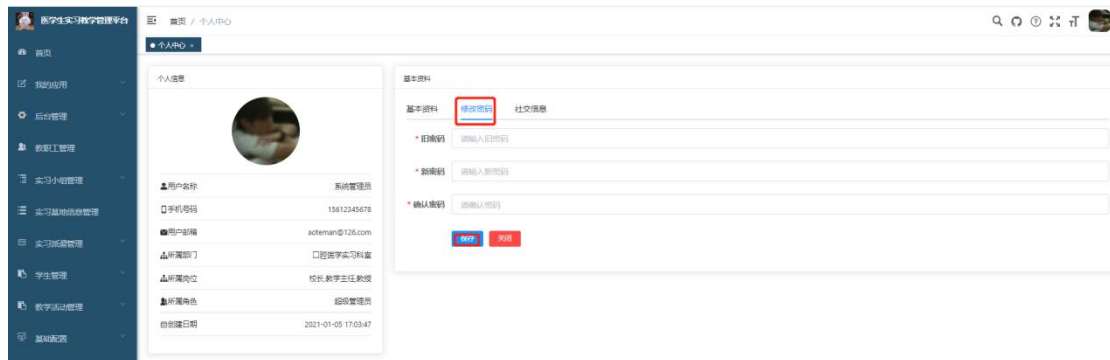 医学生实习教学管理平台
首页 / 个人中心
个人中心 ×
首页
我的应用
后台管理
教职工管理
实习小组管理
实习基地信息管理
实习派遣管理
学生管理
教学活动管理
基础配置
个人信息
用户名称 系统管理员
手机号码 15612345678
用户邮箱 aoteman@126.com
所属部门 口腔医学实习科室
所属岗位 校长,教学主任,教授
所属角色 超级管理员
创建日期 2021-01-05 17:03:47
基本资料
基本资料 修改密码 社交信息
* 旧密码 请输入旧密码
* 新密码 请输入新密码
* 确认密码 请确认密码
保存 关闭